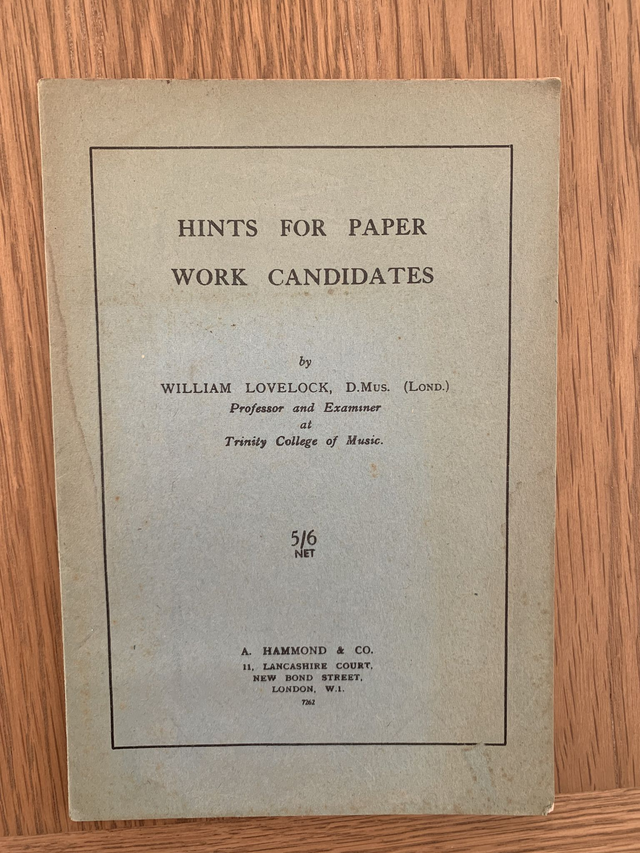 HINTS FOR PAPER
WORK CANDIDATES
by
WILLIAM LOVELOCK, D.MUS. (LOND.)
Professor and Examiner
at
Trinity College of Music.
5/6
NET
A. HAMMOND & CO.
11, LANCASHIRE COURT,
NEW BOND STREET,
LONDON, W.1.
7262